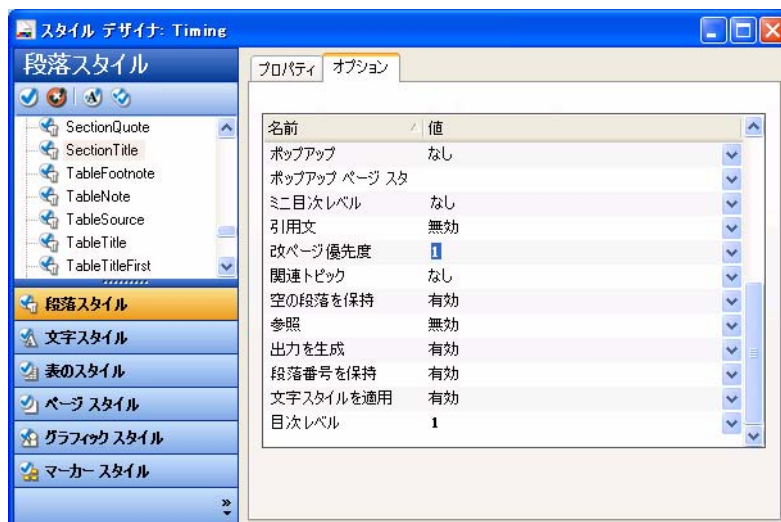 スタイル デザイナ: Timing
段落スタイル
SectionQuote
SectionTitle
TableFootnote
TableNote
TableSource
TableTitle
TableTitleFirst
段落スタイル
文字スタイル
表のスタイル
ページ スタイル
グラフィック スタイル
マーカー スタイル
プロパティ オプション
名前 値
ポップアップ なし
ポップアップ ページ スタ
ミニ目次レベル なし
引用文 無効
改ページ優先度 1
関連トピック なし
空の段落を保持 有効
参照 無効
出力を生成 有効
段落番号を保持 有効
文字スタイルを適用 有効
目次レベル 1